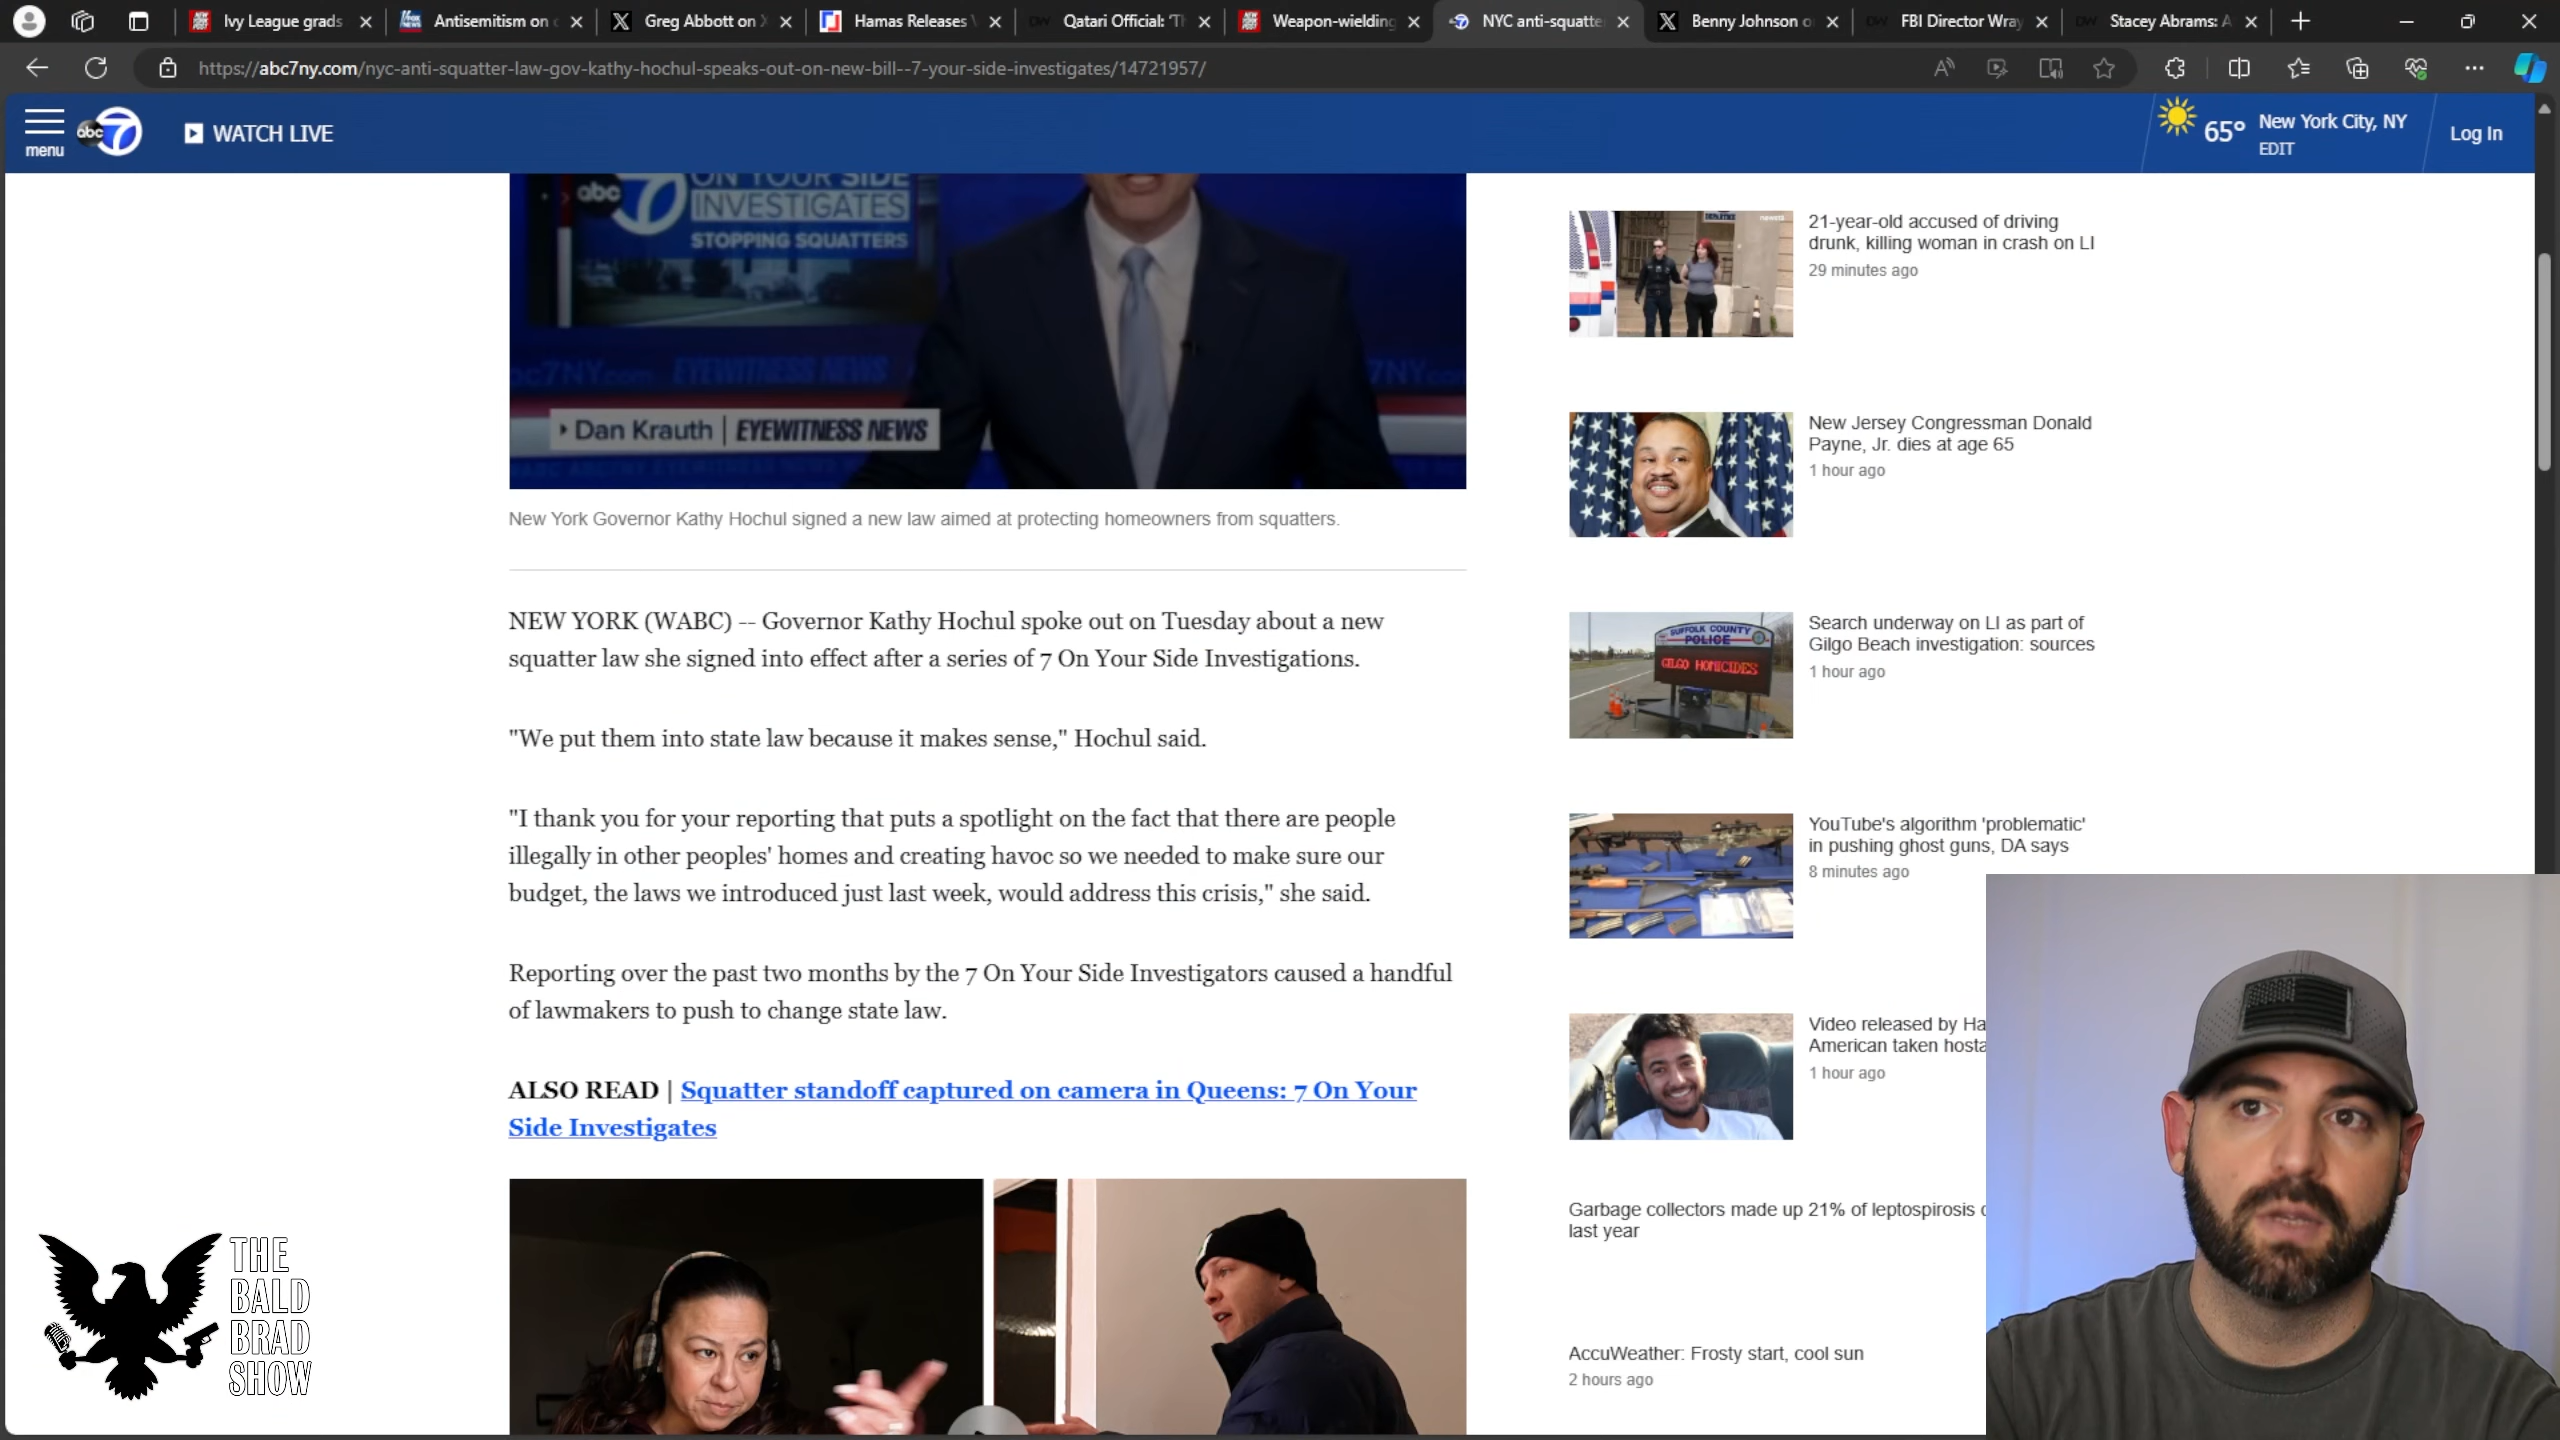 Ivy League grads
Antisemitism on
Greg Abbott on
Hamas Releases
Qatari Official: 'T
Weapon-wielding
NYC anti-squatte
Benny Johnson o
FBI Director Wray
Stacey Abrams: A
https://abc7ny.com/nyc-anti-squatter-law-gov-kathy-hochul-speaks-out-on-new-bill--7-your-side-investigates/14721957/
menu
abc 7
WATCH LIVE
65°
New York City, NY
EDIT
Log In
abc 7
ON YOUR SIDE
INVESTIGATES
STOPPING SQUATTERS
Dan Krauth | EYEWITNESS NEWS
New York Governor Kathy Hochul signed a new law aimed at protecting homeowners from squatters.
NEW YORK (WABC) -- Governor Kathy Hochul spoke out on Tuesday about a new
squatter law she signed into effect after a series of 7 On Your Side Investigations.
"We put them into state law because it makes sense," Hochul said.
"I thank you for your reporting that puts a spotlight on the fact that there are people
illegally in other peoples' homes and creating havoc so we needed to make sure our
budget, the laws we introduced just last week, would address this crisis," she said.
Reporting over the past two months by the 7 On Your Side Investigators caused a handful
of lawmakers to push to change state law.
ALSO READ | Squatter standoff captured on camera in Queens: 7 On Your
Side Investigates
21-year-old accused of driving
drunk, killing woman in crash on LI
29 minutes ago
New Jersey Congressman Donald
Payne, Jr. dies at age 65
1 hour ago
SUFFOLK COUNTY
POLICE
GILGO HOMICIDES
Search underway on LI as part of
Gilgo Beach investigation: sources
1 hour ago
YouTube's algorithm 'problematic'
in pushing ghost guns, DA says
8 minutes ago
Video released by Ha
American taken hosta
1 hour ago
Garbage collectors made up 21% of leptospirosis
last year
AccuWeather: Frosty start, cool sun
2 hours ago
THE
BALD
BRAD
SHOW